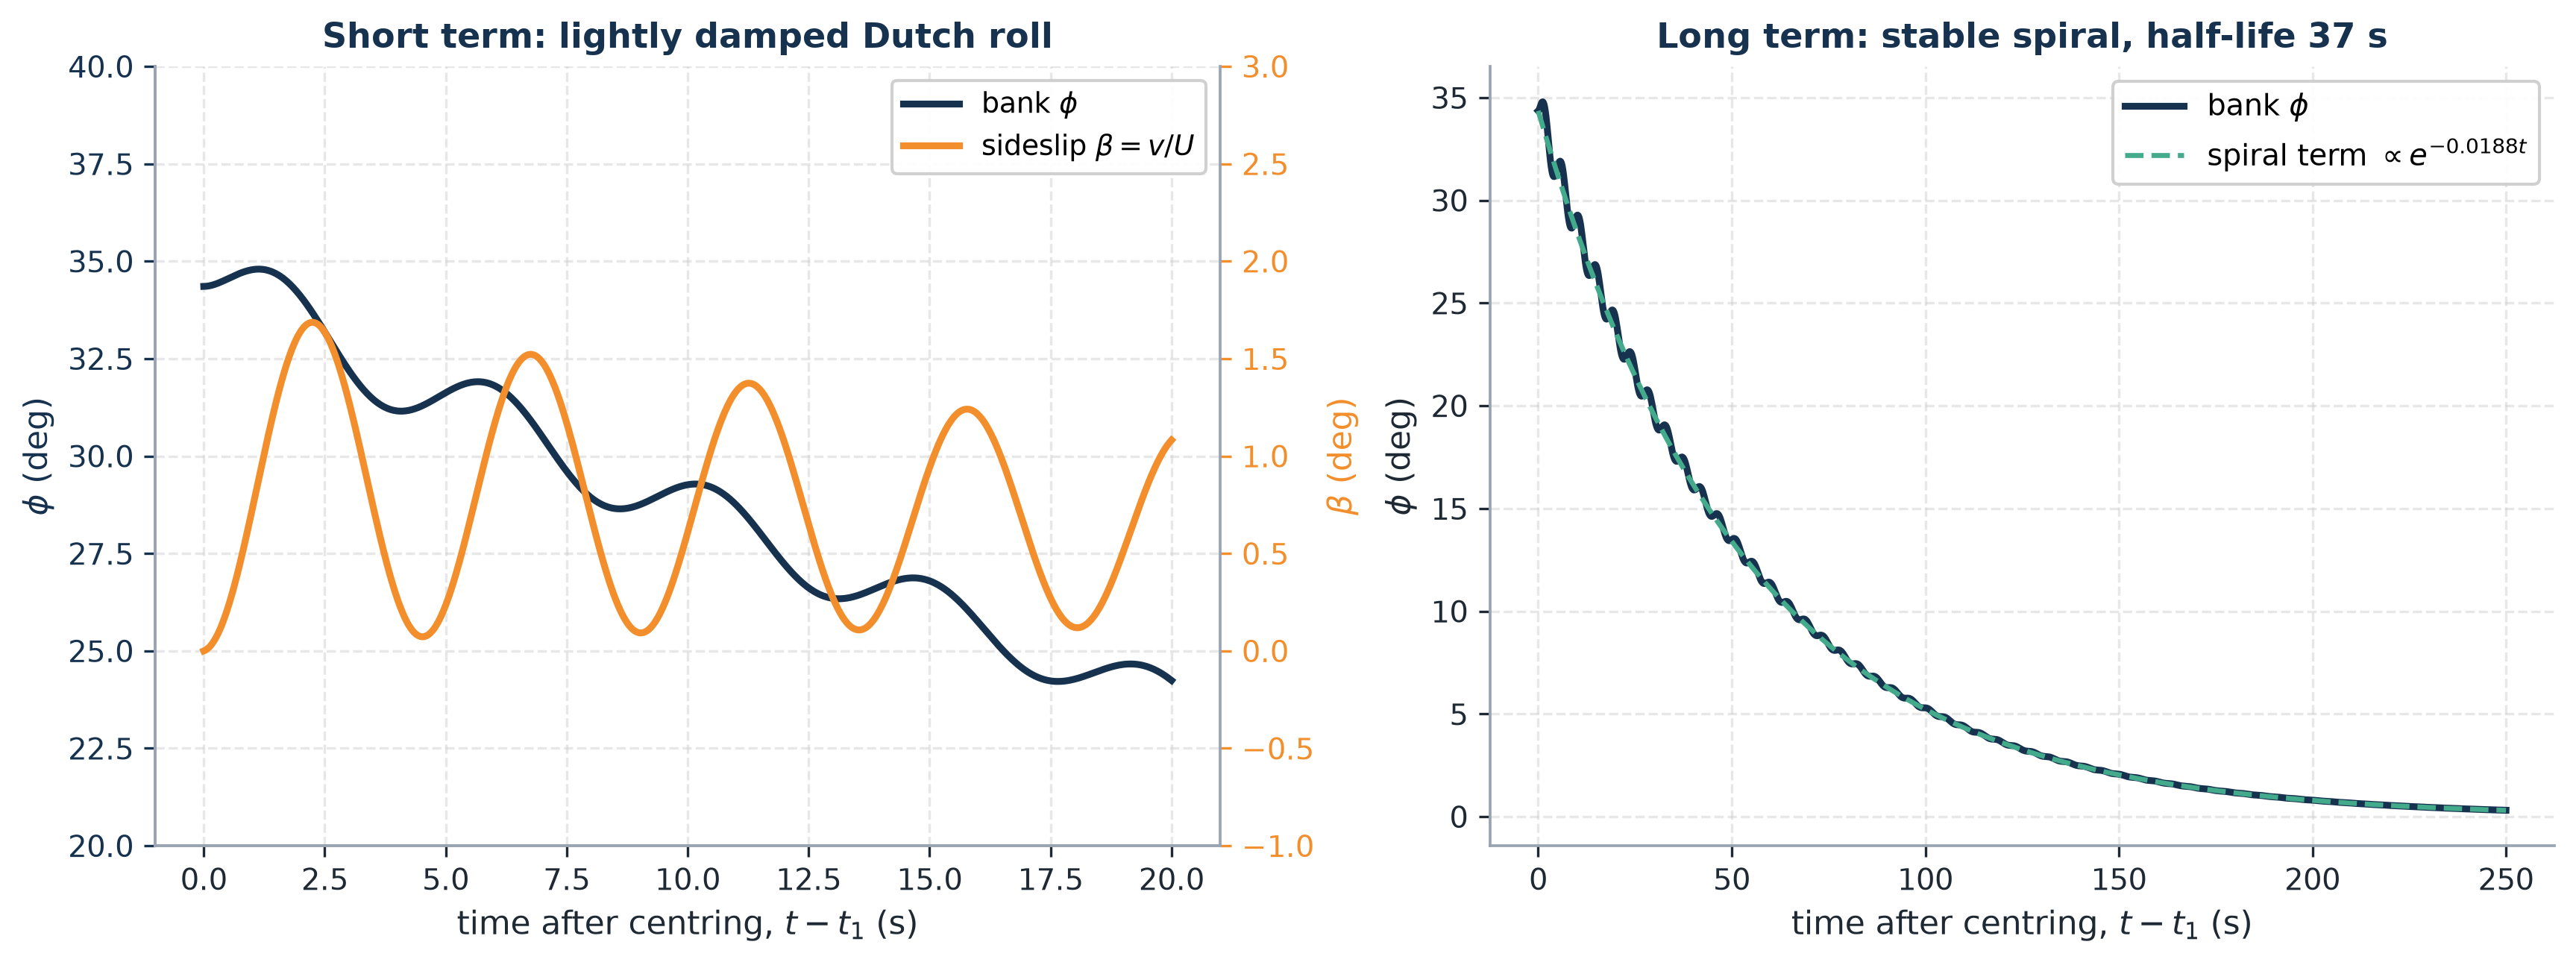 Short term: lightly damped Dutch roll
40.0
37.5
35.0
32.5
30.0
27.5
25.0
22.5
20.0
ϕ (deg)
3.0
2.5
2.0
1.5
1.0
0.5
0.0
−0.5
−1.0
β (deg)
bank ϕ
sideslip β = v/U
0.0 2.5 5.0 7.5 10.0 12.5 15.0 17.5 20.0
time after centring, t − t₁ (s)
Long term: stable spiral, half-life 37 s
35
30
25
20
15
10
5
0
ϕ (deg)
bank ϕ
spiral term ∝ e^{−0.0188t}
0 50 100 150 200 250
time after centring, t − t₁ (s)